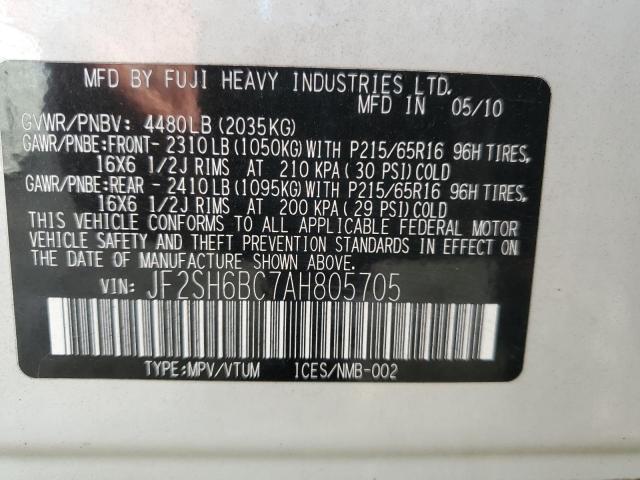 MFD BY FUJI HEAVY INDUSTRIES LTD.
MFD IN 05/10
GVWR/PNBV: 4480LB (2035KG)
GAWR/PNBE:FRONT- 2310LB (1050KG) WITH P215/65R16 96H TIRES,
16X6 1/2J RIMS AT 210 KPA ( 30 PSI) COLD
GAWR/PNBE:REAR - 2410LB (1095KG) WITH P215/65R16 96H TIRES,
16X6 1/2J RIMS AT 200 KPA ( 29 PSI) COLD
THIS VEHICLE CONFORMS TO ALL APPLICABLE FEDERAL MOTOR
VEHICLE SAFETY AND THEFT PREVENTION STANDARDS IN EFFECT ON
THE DATE OF MANUFACTURE SHOWN ABOVE.
VIN: JF2SH6BC7AH805705
TYPE:MPV/VTUM ICES/NMB-002